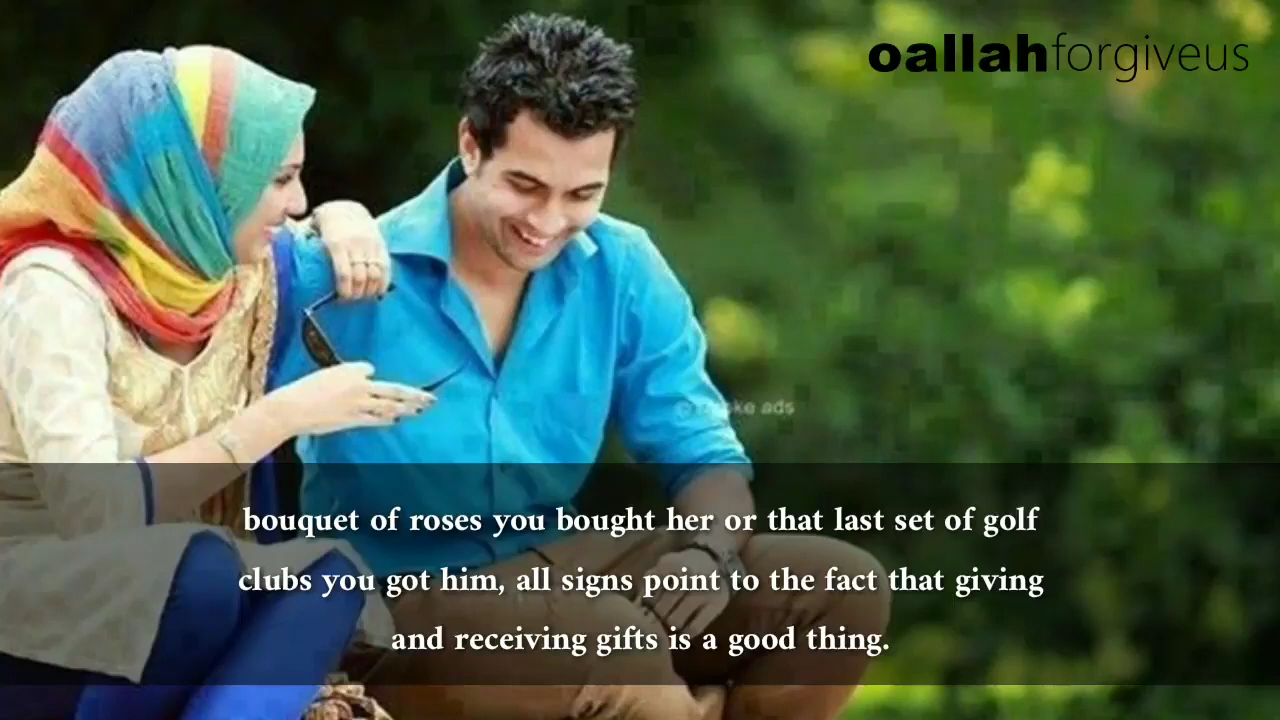 oallahforgiveus
ads
bouquet of roses you bought her or that last set of golf
clubs you got him, all signs point to the fact that giving
and receiving gifts is a good thing.